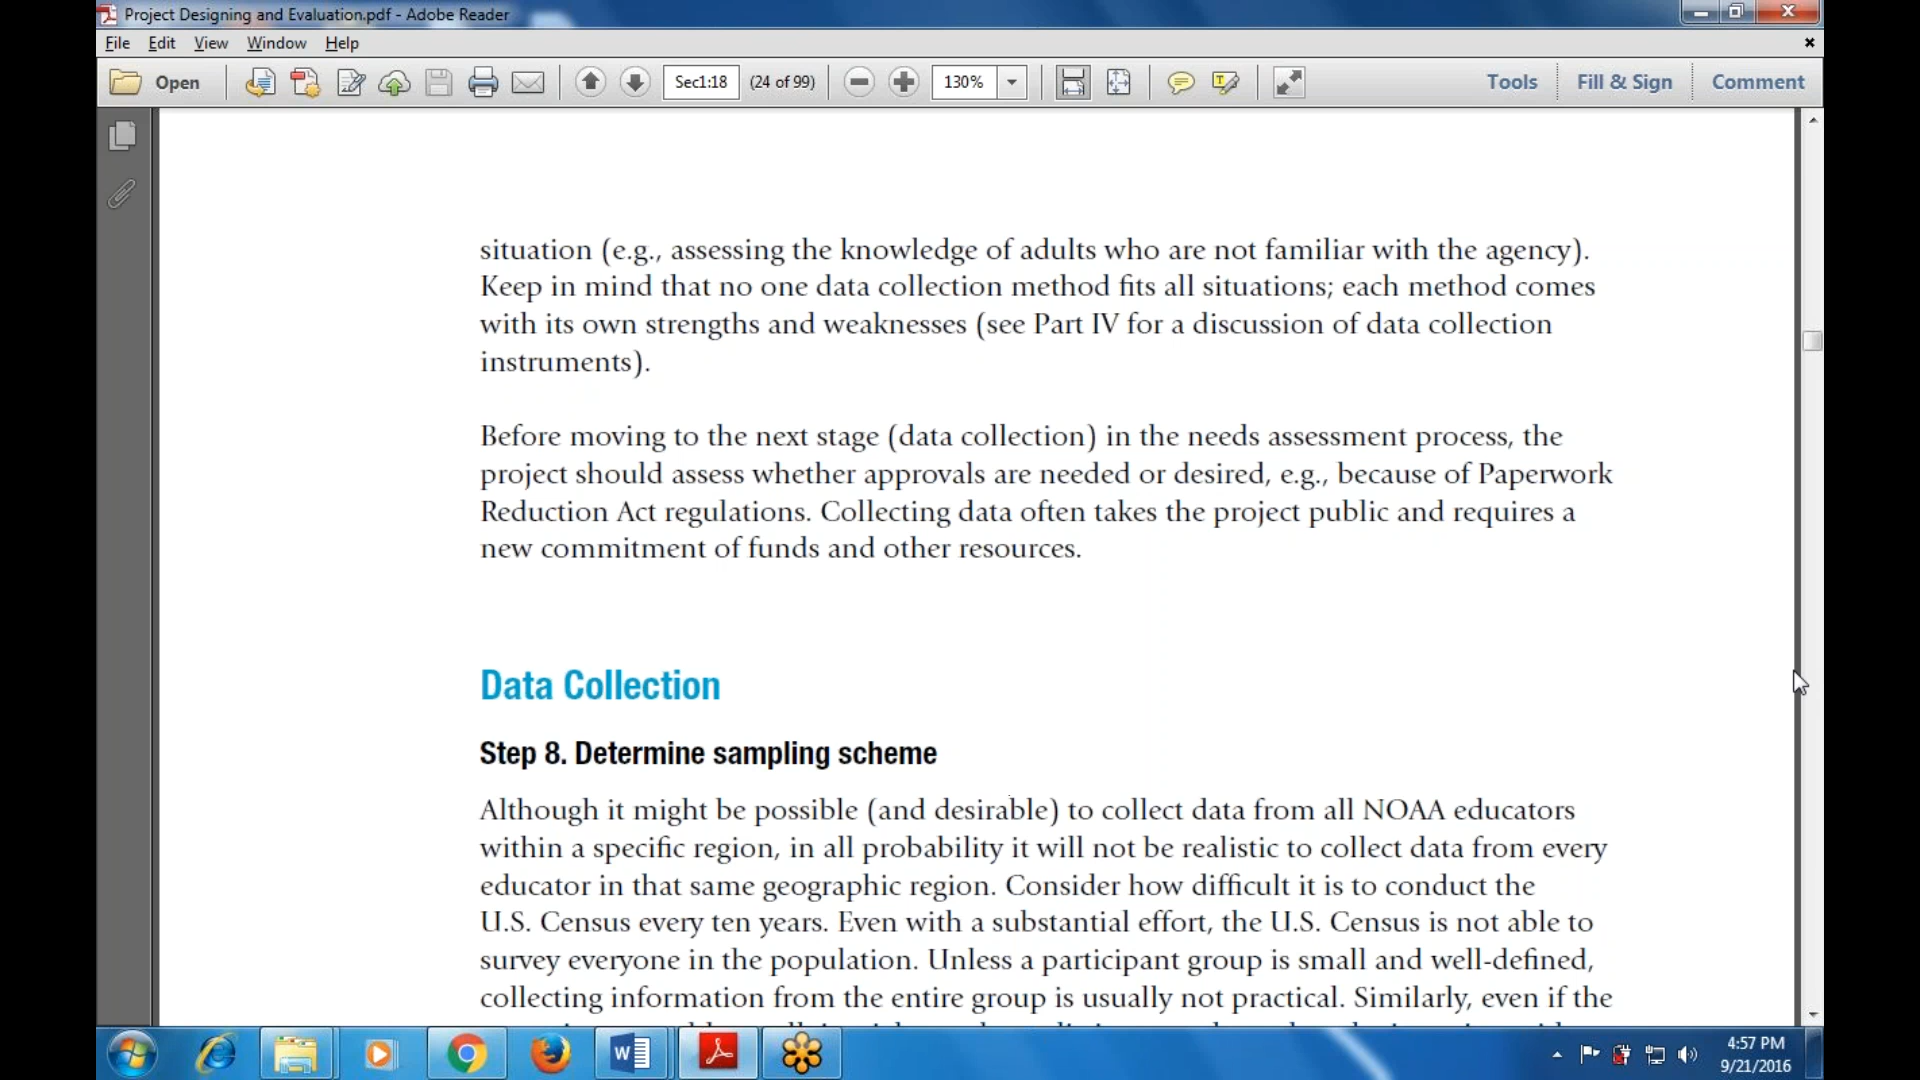 Project Designing and Evaluation.pdf - Adobe Reader
File Edit View Window Help
Open Sec1:18 (24 of 99) 130% Tools Fill & Sign Comment
situation (e.g., assessing the knowledge of adults who are not familiar with the agency).
Keep in mind that no one data collection method fits all situations; each method comes
with its own strengths and weaknesses (see Part IV for a discussion of data collection
instruments).
Before moving to the next stage (data collection) in the needs assessment process, the
project should assess whether approvals are needed or desired, e.g., because of Paperwork
Reduction Act regulations. Collecting data often takes the project public and requires a
new commitment of funds and other resources.
Data Collection
Step 8. Determine sampling scheme
Although it might be possible (and desirable) to collect data from all NOAA educators
within a specific region, in all probability it will not be realistic to collect data from every
educator in that same geographic region. Consider how difficult it is to conduct the
U.S. Census every ten years. Even with a substantial effort, the U.S. Census is not able to
survey everyone in the population. Unless a participant group is small and well-defined,
collecting information from the entire group is usually not practical. Similarly, even if the
4:57 PM
9/21/2016